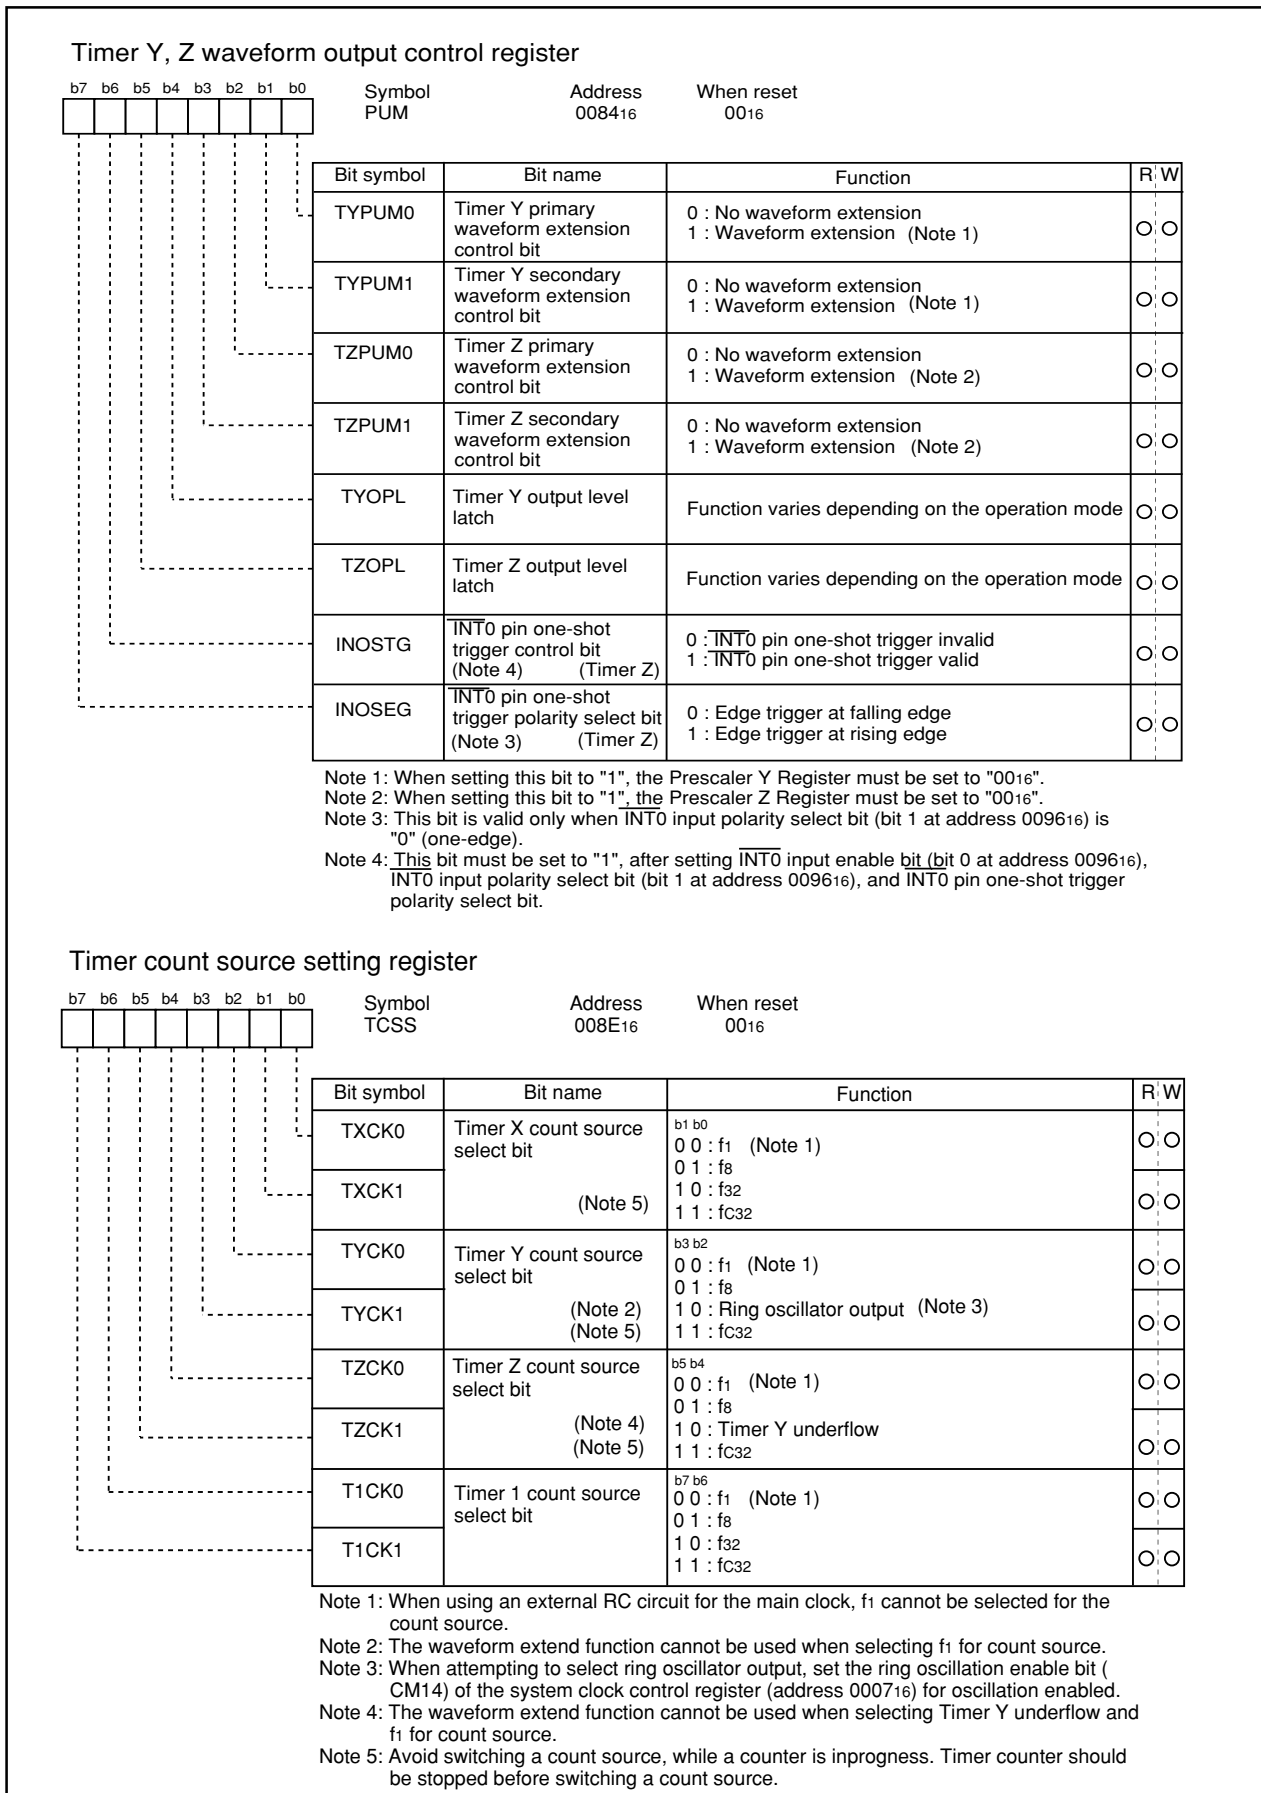 Timer Y, Z waveform output control register
b7 b6 b5 b4 b3 b2 b1 b0
Symbol Address When reset
PUM 008416 0016
Bit symbol Bit name Function R W
TYPUM0 Timer Y primary waveform extension control bit
0 : No waveform extension
1 : Waveform extension (Note 1)
TYPUM1 Timer Y secondary waveform extension control bit
0 : No waveform extension
1 : Waveform extension (Note 1)
TZPUM0 Timer Z primary waveform extension control bit
0 : No waveform extension
1 : Waveform extension (Note 2)
TZPUM1 Timer Z secondary waveform extension control bit
0 : No waveform extension
1 : Waveform extension (Note 2)
TYOPL Timer Y output level latch
Function varies depending on the operation mode
TZOPL Timer Z output level latch
Function varies depending on the operation mode
INOSTG INT0 pin one-shot trigger control bit (Note 4) (Timer Z)
0 : INT0 pin one-shot trigger invalid
1 : INT0 pin one-shot trigger valid
INOSEG INT0 pin one-shot trigger polarity select bit (Note 3) (Timer Z)
0 : Edge trigger at falling edge
1 : Edge trigger at rising edge
Note 1: When setting this bit to "1", the Prescaler Y Register must be set to "0016".
Note 2: When setting this bit to "1", the Prescaler Z Register must be set to "0016".
Note 3: This bit is valid only when INT0 input polarity select bit (bit 1 at address 009616) is
"0" (one-edge).
Note 4: This bit must be set to "1", after setting INT0 input enable bit (bit 0 at address 009616),
INT0 input polarity select bit (bit 1 at address 009616), and INT0 pin one-shot trigger
polarity select bit.
Timer count source setting register
b7 b6 b5 b4 b3 b2 b1 b0
Symbol Address When reset
TCSS 008E16 0016
Bit symbol Bit name Function R W
TXCK0 Timer X count source select bit
TXCK1 (Note 5)
b1 b0
0 0 : f1 (Note 1)
0 1 : f8
1 0 : f32
1 1 : fC32
TYCK0 Timer Y count source select bit
TYCK1 (Note 2)
(Note 5)
b3 b2
0 0 : f1 (Note 1)
0 1 : f8
1 0 : Ring oscillator output (Note 3)
1 1 : fC32
TZCK0 Timer Z count source select bit
TZCK1 (Note 4)
(Note 5)
b5 b4
0 0 : f1 (Note 1)
0 1 : f8
1 0 : Timer Y underflow
1 1 : fC32
T1CK0 Timer 1 count source select bit
T1CK1
b7 b6
0 0 : f1 (Note 1)
0 1 : f8
1 0 : f32
1 1 : fC32
Note 1: When using an external RC circuit for the main clock, f1 cannot be selected for the
count source.
Note 2: The waveform extend function cannot be used when selecting f1 for count source.
Note 3: When attempting to select ring oscillator output, set the ring oscillation enable bit (
CM14) of the system clock control register (address 000716) for oscillation enabled.
Note 4: The waveform extend function cannot be used when selecting Timer Y underflow and
f1 for count source.
Note 5: Avoid switching a count source, while a counter is inprogness. Timer counter should
be stopped before switching a count source.